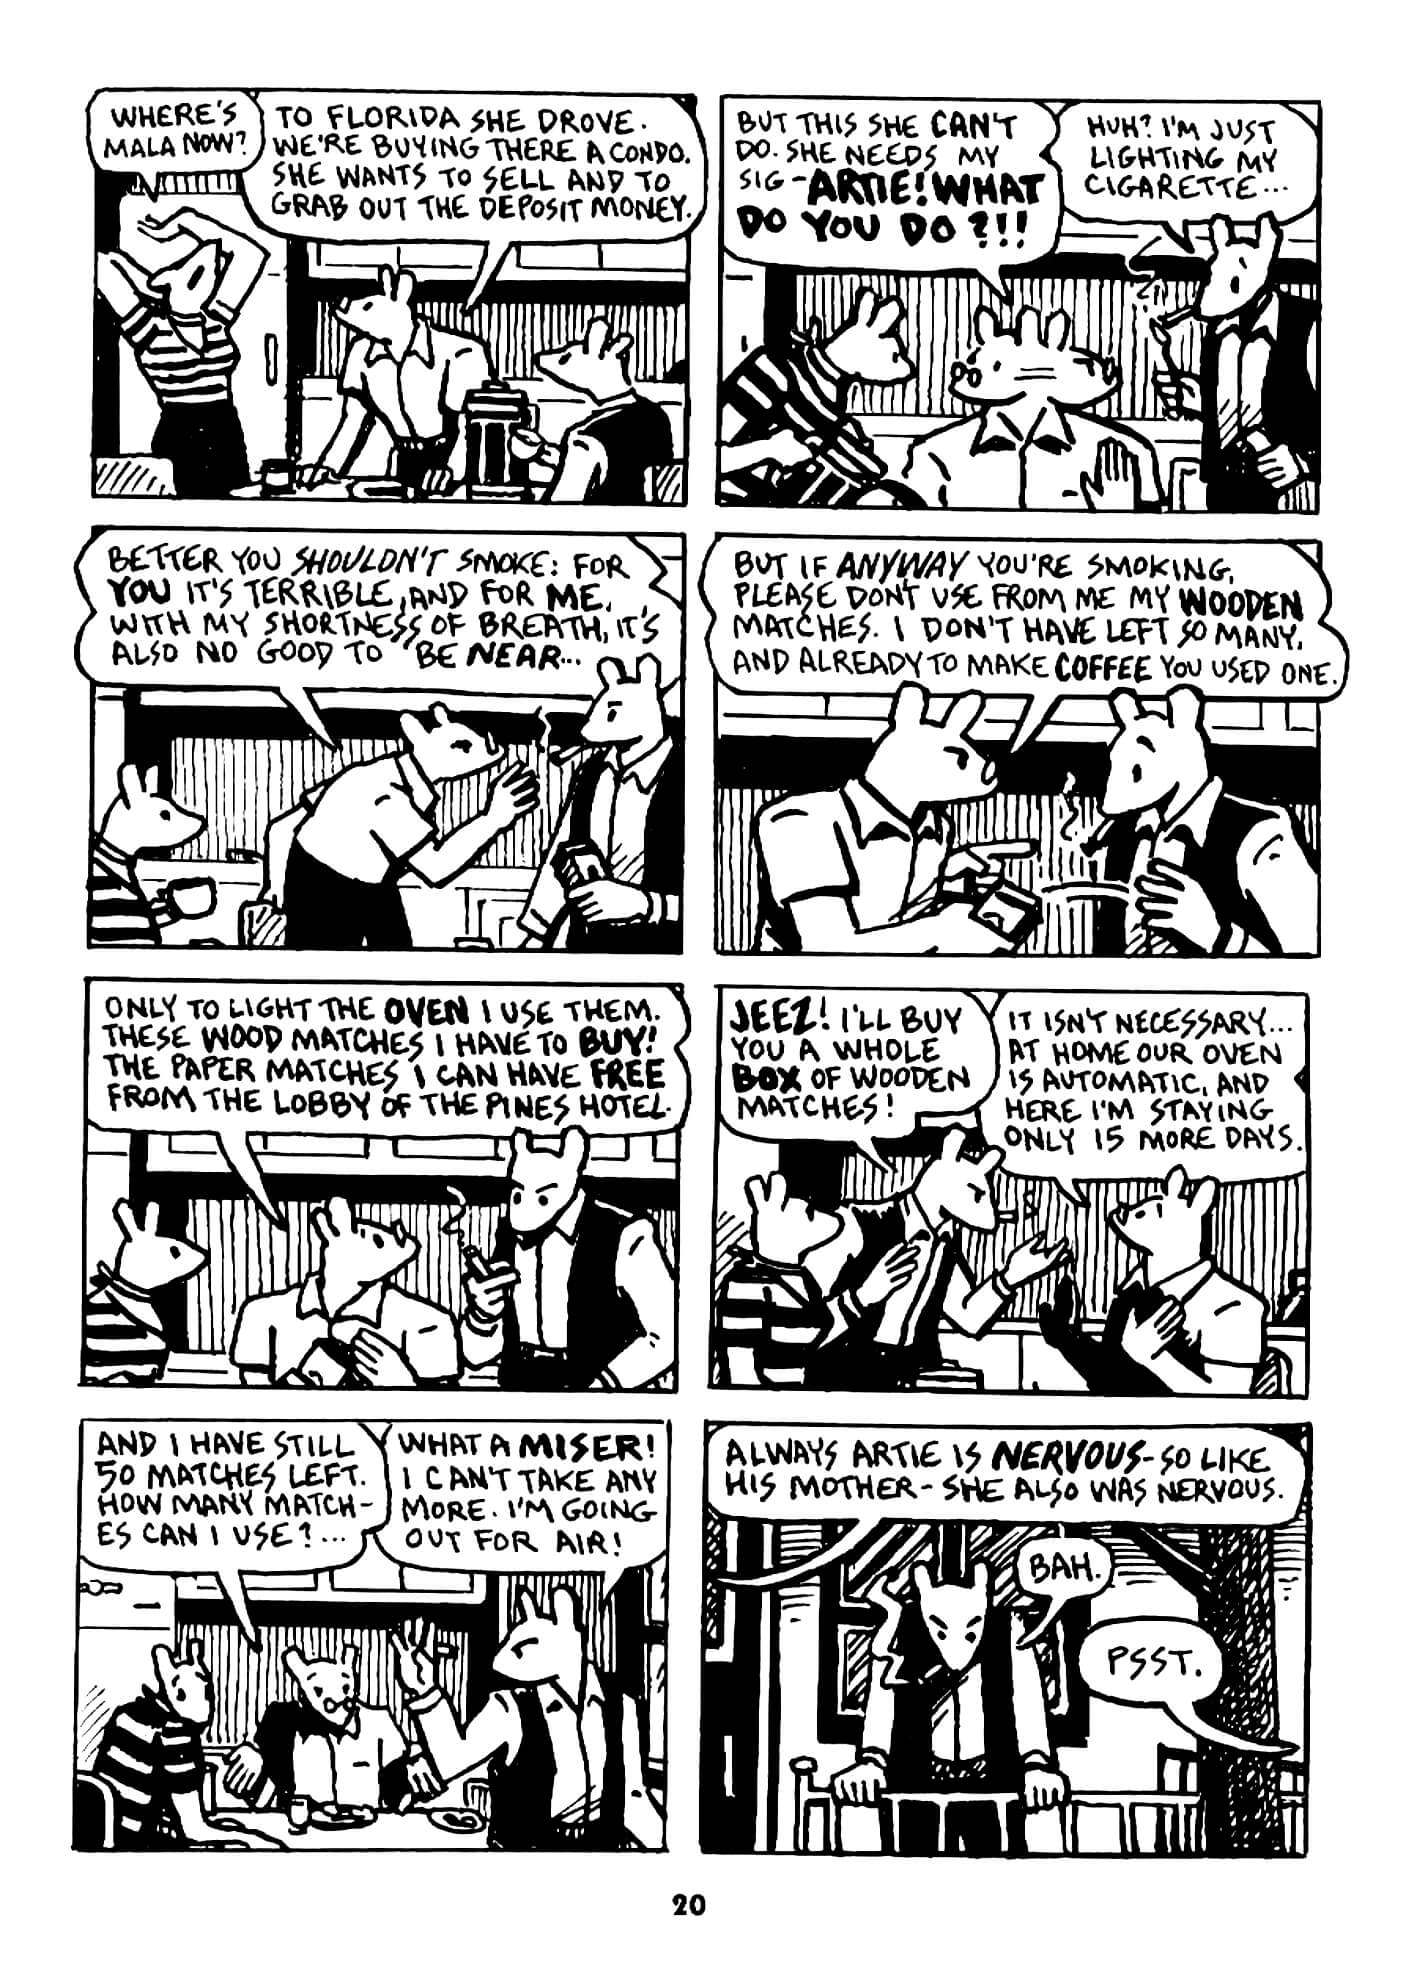 WHERE'S
MALA NOW?
TO FLORIDA SHE DROVE.
WE'RE BUYING THERE A CONDO.
SHE WANTS TO SELL AND TO
GRAB OUT THE DEPOSIT MONEY.
BUT THIS SHE CAN'T
DO. SHE NEEDS MY
SIG-ARTIE! WHAT
DO YOU DO?!!
HUH? I'M JUST
LIGHTING MY
CIGARETTE...
BETTER YOU SHOULDN'T SMOKE: FOR
YOU IT'S TERRIBLE, AND FOR ME,
WITH MY SHORTNESS OF BREATH, IT'S
ALSO NO GOOD TO BE NEAR...
BUT IF ANYWAY YOU'RE SMOKING,
PLEASE DON'T USE FROM ME MY WOODEN
MATCHES. I DON'T HAVE LEFT SO MANY,
AND ALREADY TO MAKE COFFEE YOU USED ONE.
ONLY TO LIGHT THE OVEN I USE THEM.
THESE WOOD MATCHES I HAVE TO BUY!
THE PAPER MATCHES I CAN HAVE FREE
FROM THE LOBBY OF THE PINES HOTEL.
JEEZ! I'LL BUY
YOU A WHOLE
BOX OF WOODEN
MATCHES!
IT ISN'T NECESSARY...
AT HOME OUR OVEN
IS AUTOMATIC, AND
HERE I'M STAYING
ONLY 15 MORE DAYS.
AND I HAVE STILL
50 MATCHES LEFT.
HOW MANY MATCH-
ES CAN I USE?...
WHAT A MISER!
I CAN'T TAKE ANY
MORE. I'M GOING
OUT FOR AIR!
ALWAYS ARTIE IS NERVOUS-SO LIKE
HIS MOTHER-SHE ALSO WAS NERVOUS.
BAH.
PSST.
20